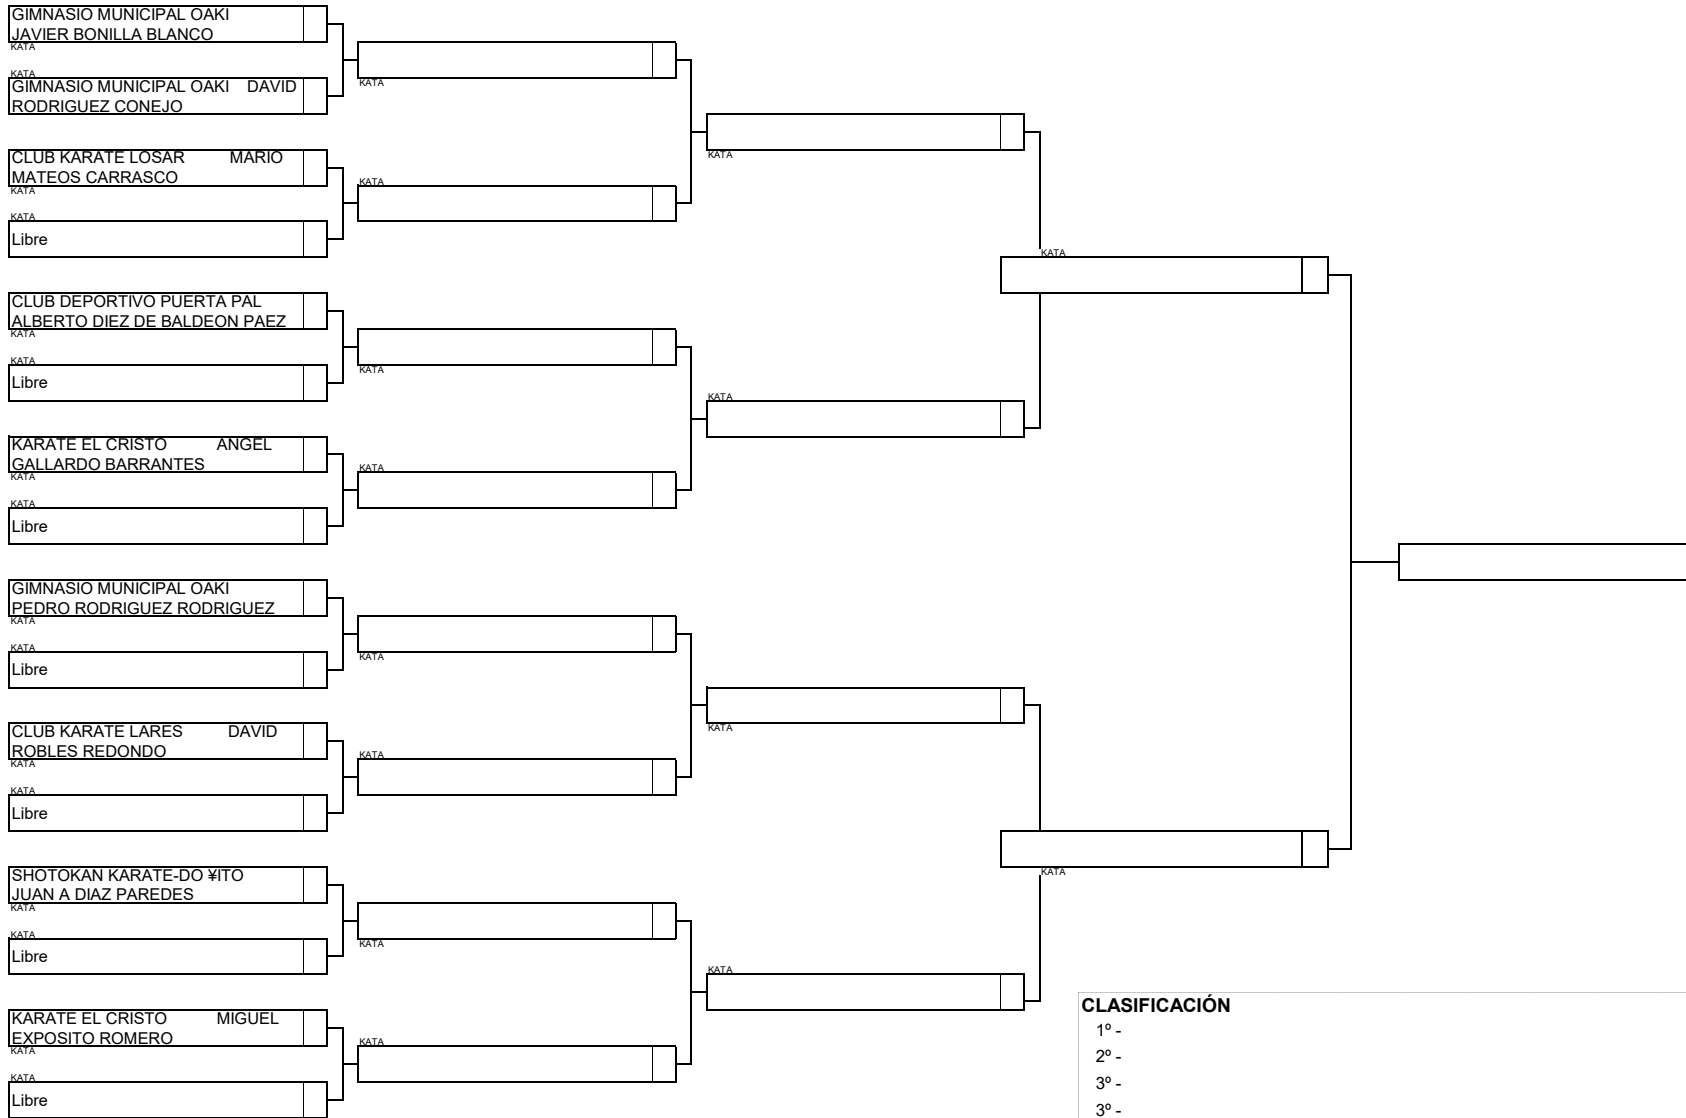 GIMNASIO MUNICIPAL OAKI
JAVIER BONILLA BLANCO
KATA
KATA
GIMNASIO MUNICIPAL OAKI DAVID
RODRIGUEZ CONEJO
CLUB KARATE LOSAR MARIO
MATEOS CARRASCO
KATA
KATA
Libre
CLUB DEPORTIVO PUERTA PAL
ALBERTO DIEZ DE BALDEON PAEZ
KATA
KATA
Libre
KARATE EL CRISTO ANGEL
GALLARDO BARRANTES
KATA
KATA
Libre
GIMNASIO MUNICIPAL OAKI
PEDRO RODRIGUEZ RODRIGUEZ
KATA
KATA
Libre
CLUB KARATE LARES DAVID
ROBLES REDONDO
KATA
KATA
Libre
SHOTOKAN KARATE-DO ¥ITO
JUAN A DIAZ PAREDES
KATA
KATA
Libre
KARATE EL CRISTO MIGUEL
EXPOSITO ROMERO
KATA
KATA
Libre
KATA
KATA
KATA
KATA
KATA
KATA
KATA
KATA
KATA
KATA
KATA
KATA
KATA
KATA
CLASIFICACIÓN
1º -
2º -
3º -
3º -